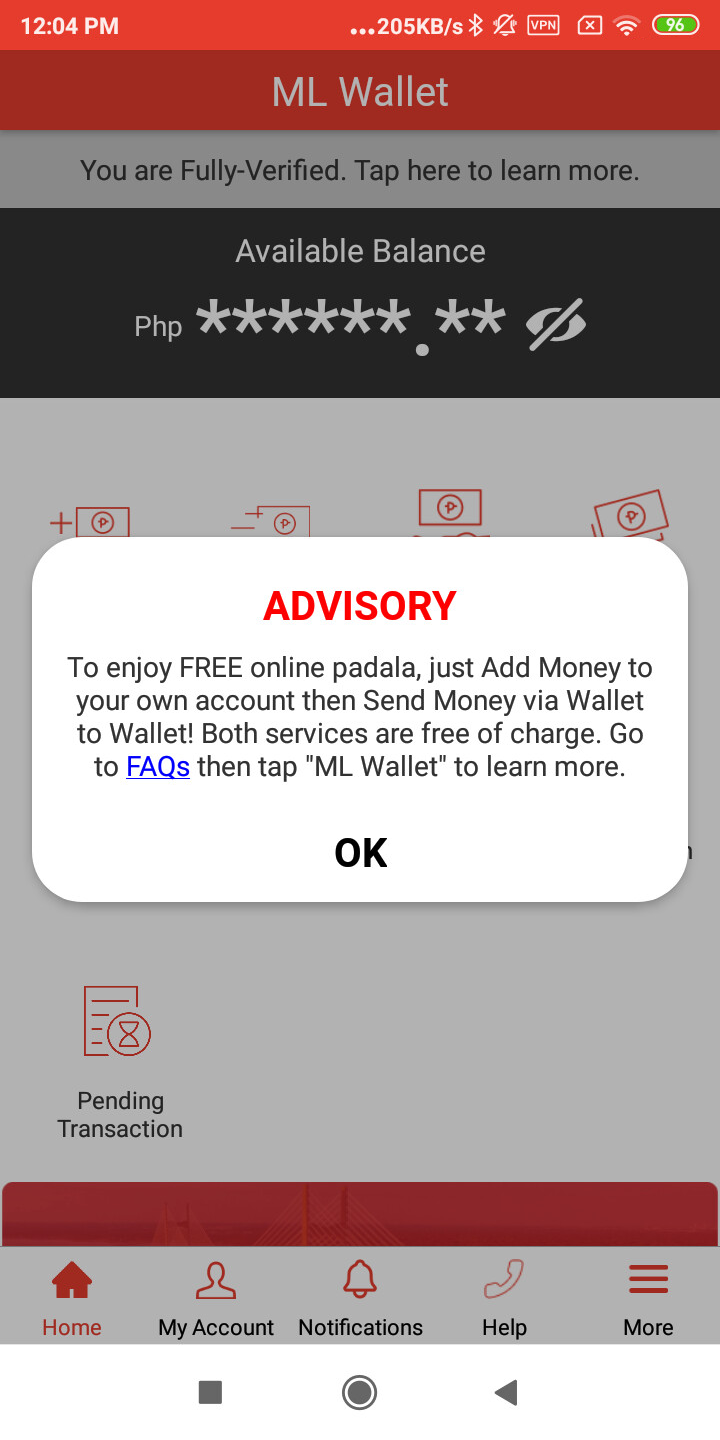 12:04 PM ...205KB/s VPN 96
ML Wallet
You are Fully-Verified. Tap here to learn more.
Available Balance
Php ******.**
ADVISORY
To enjoy FREE online padala, just Add Money to
your own account then Send Money via Wallet
to Wallet! Both services are free of charge. Go
to FAQs then tap "ML Wallet" to learn more.
OK
Pending
Transaction
Home My Account Notifications Help More